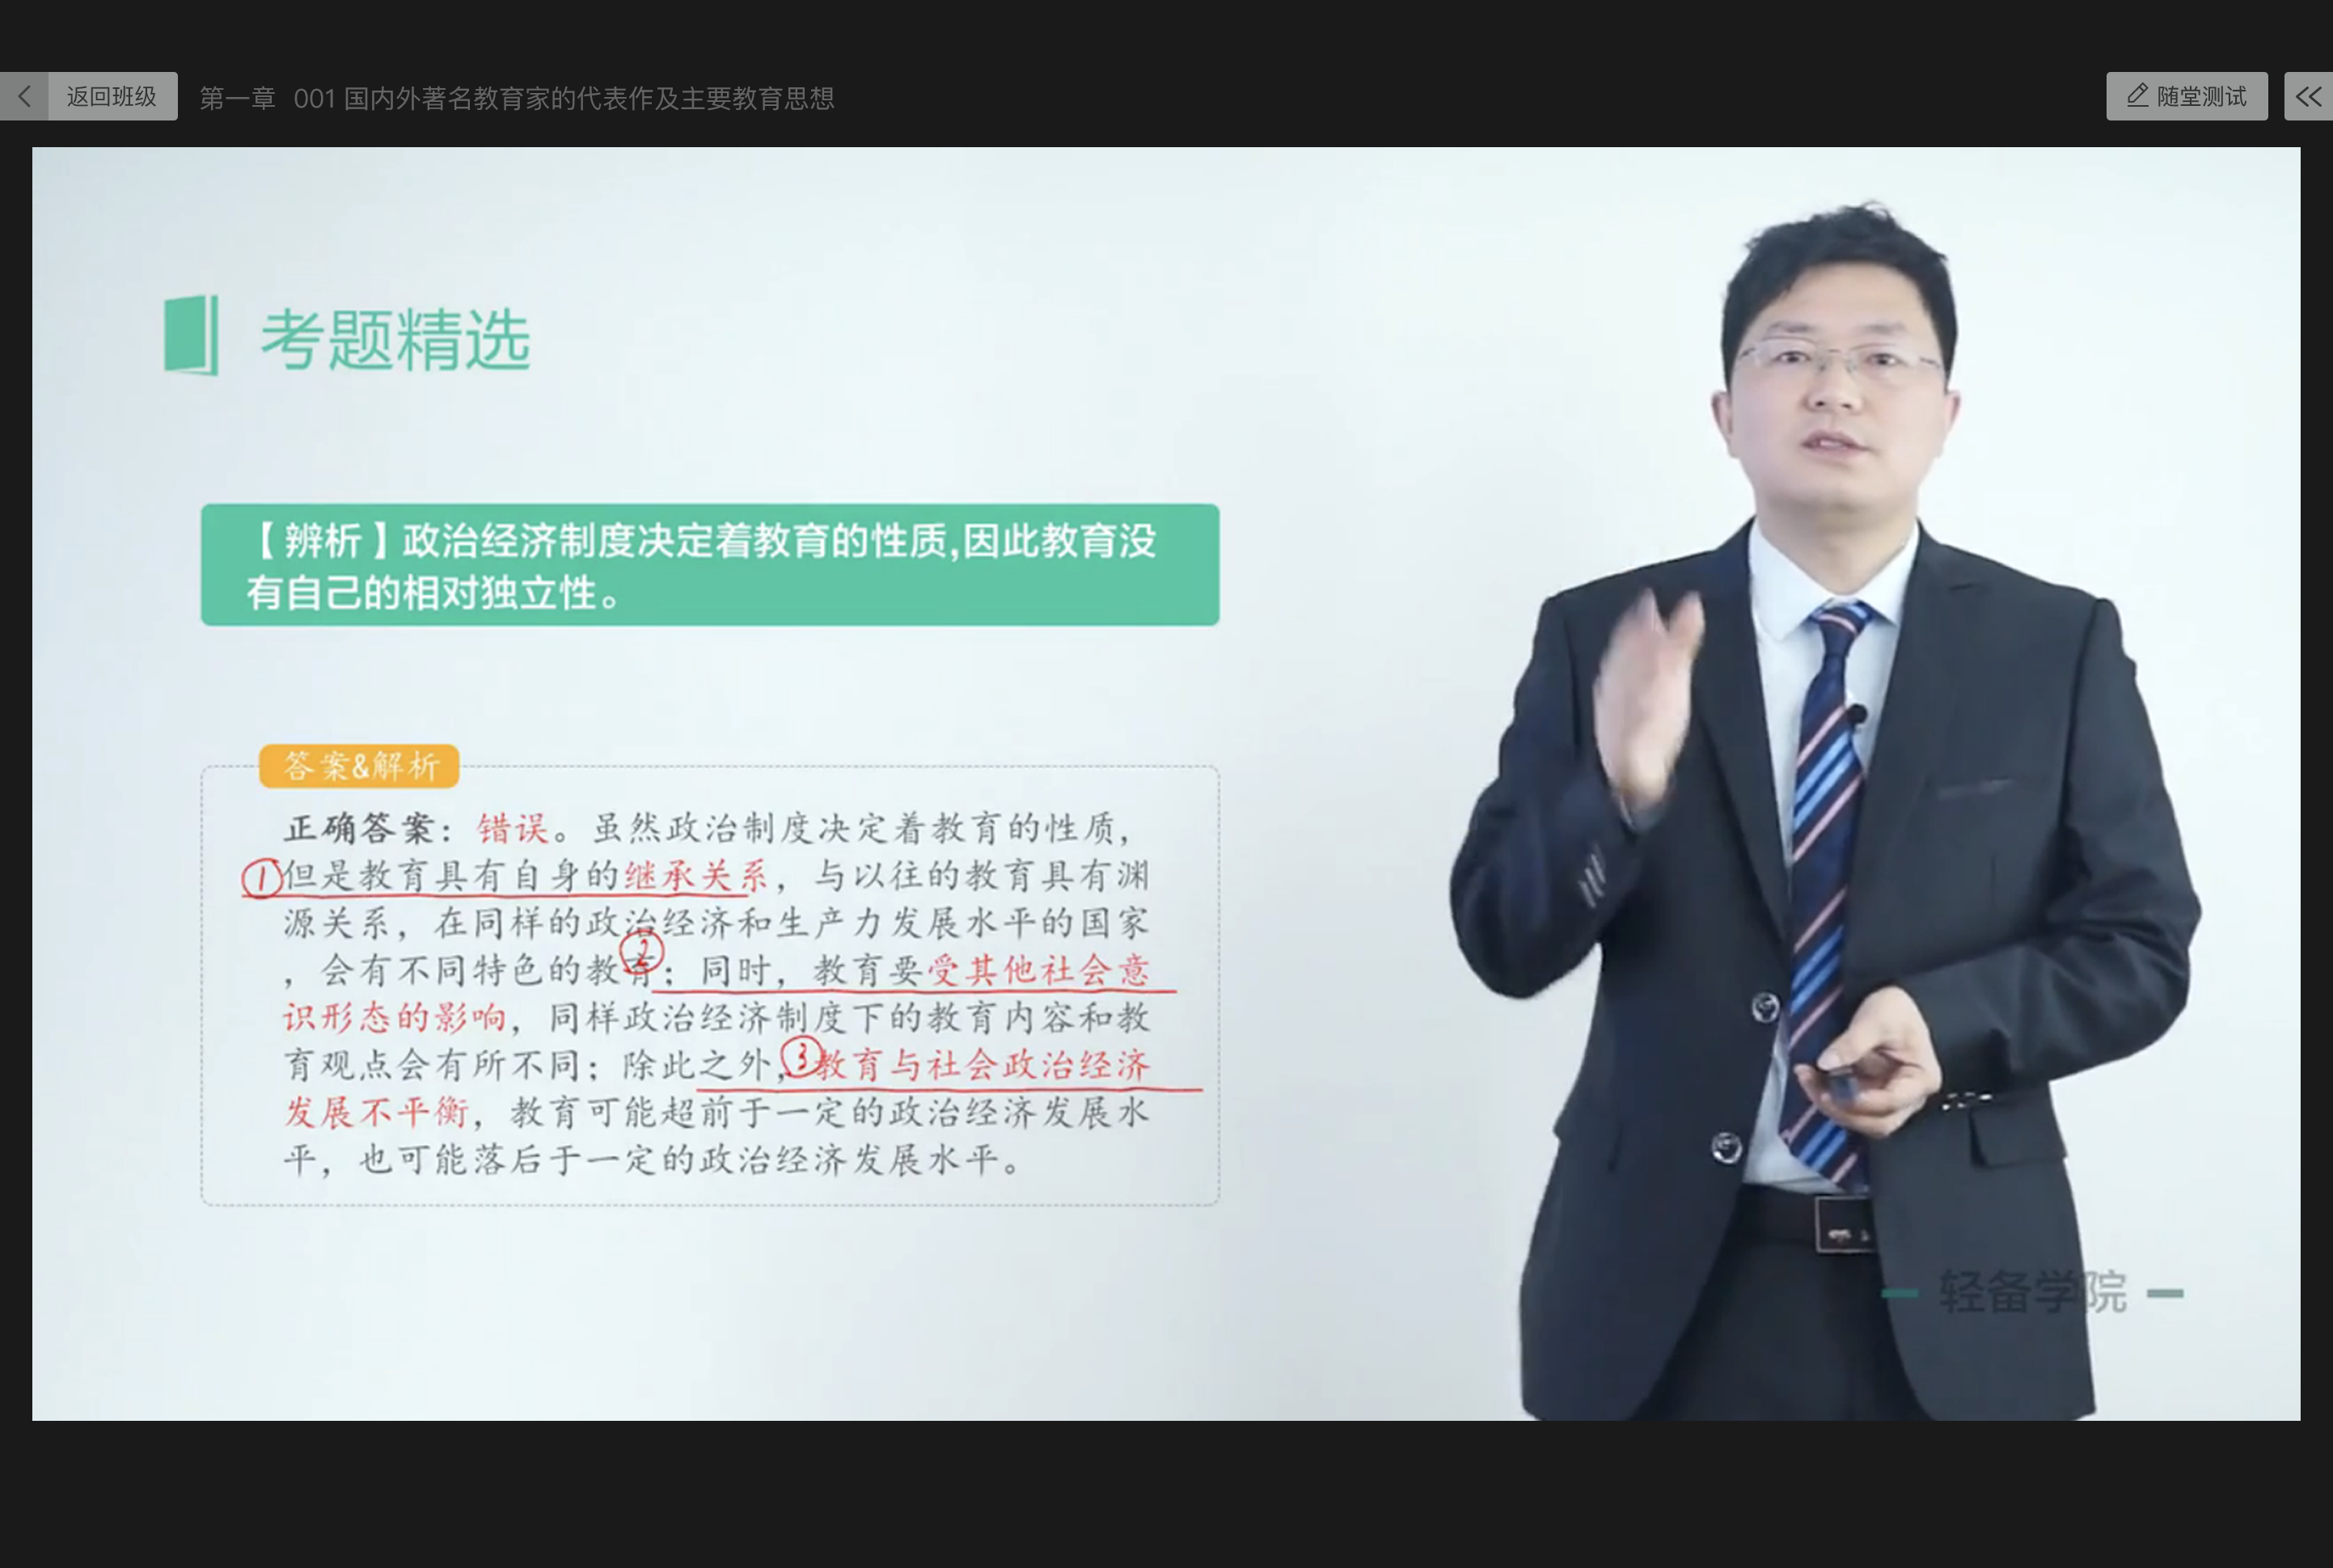 返回班级
第一章 001 国内外著名教育家的代表作及主要教育思想
随堂测试
考题精选
【辨析】政治经济制度决定着教育的性质,因此教育没
有自己的相对独立性。
答案&解析
正确答案：错误。虽然政治制度决定着教育的性质，
①但是教育具有自身的继承关系，与以往的教育具有渊
源关系，在同样的政治经济和生产力发展水平的国家
②
，会有不同特色的教育；同时，教育要受其他社会意
识形态的影响，同样政治经济制度下的教育内容和教
育观点会有所不同；除此之外，③教育与社会政治经济
发展不平衡，教育可能超前于一定的政治经济发展水
平，也可能落后于一定的政治经济发展水平。
轻备学院